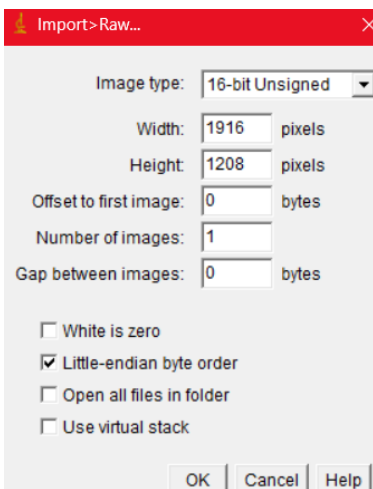 Import>Raw...
Image type: 16-bit Unsigned
Width: 1916 pixels
Height: 1208 pixels
Offset to first image: 0 bytes
Number of images: 1
Gap between images: 0 bytes
White is zero
Little-endian byte order
Open all files in folder
Use virtual stack
OK Cancel Help